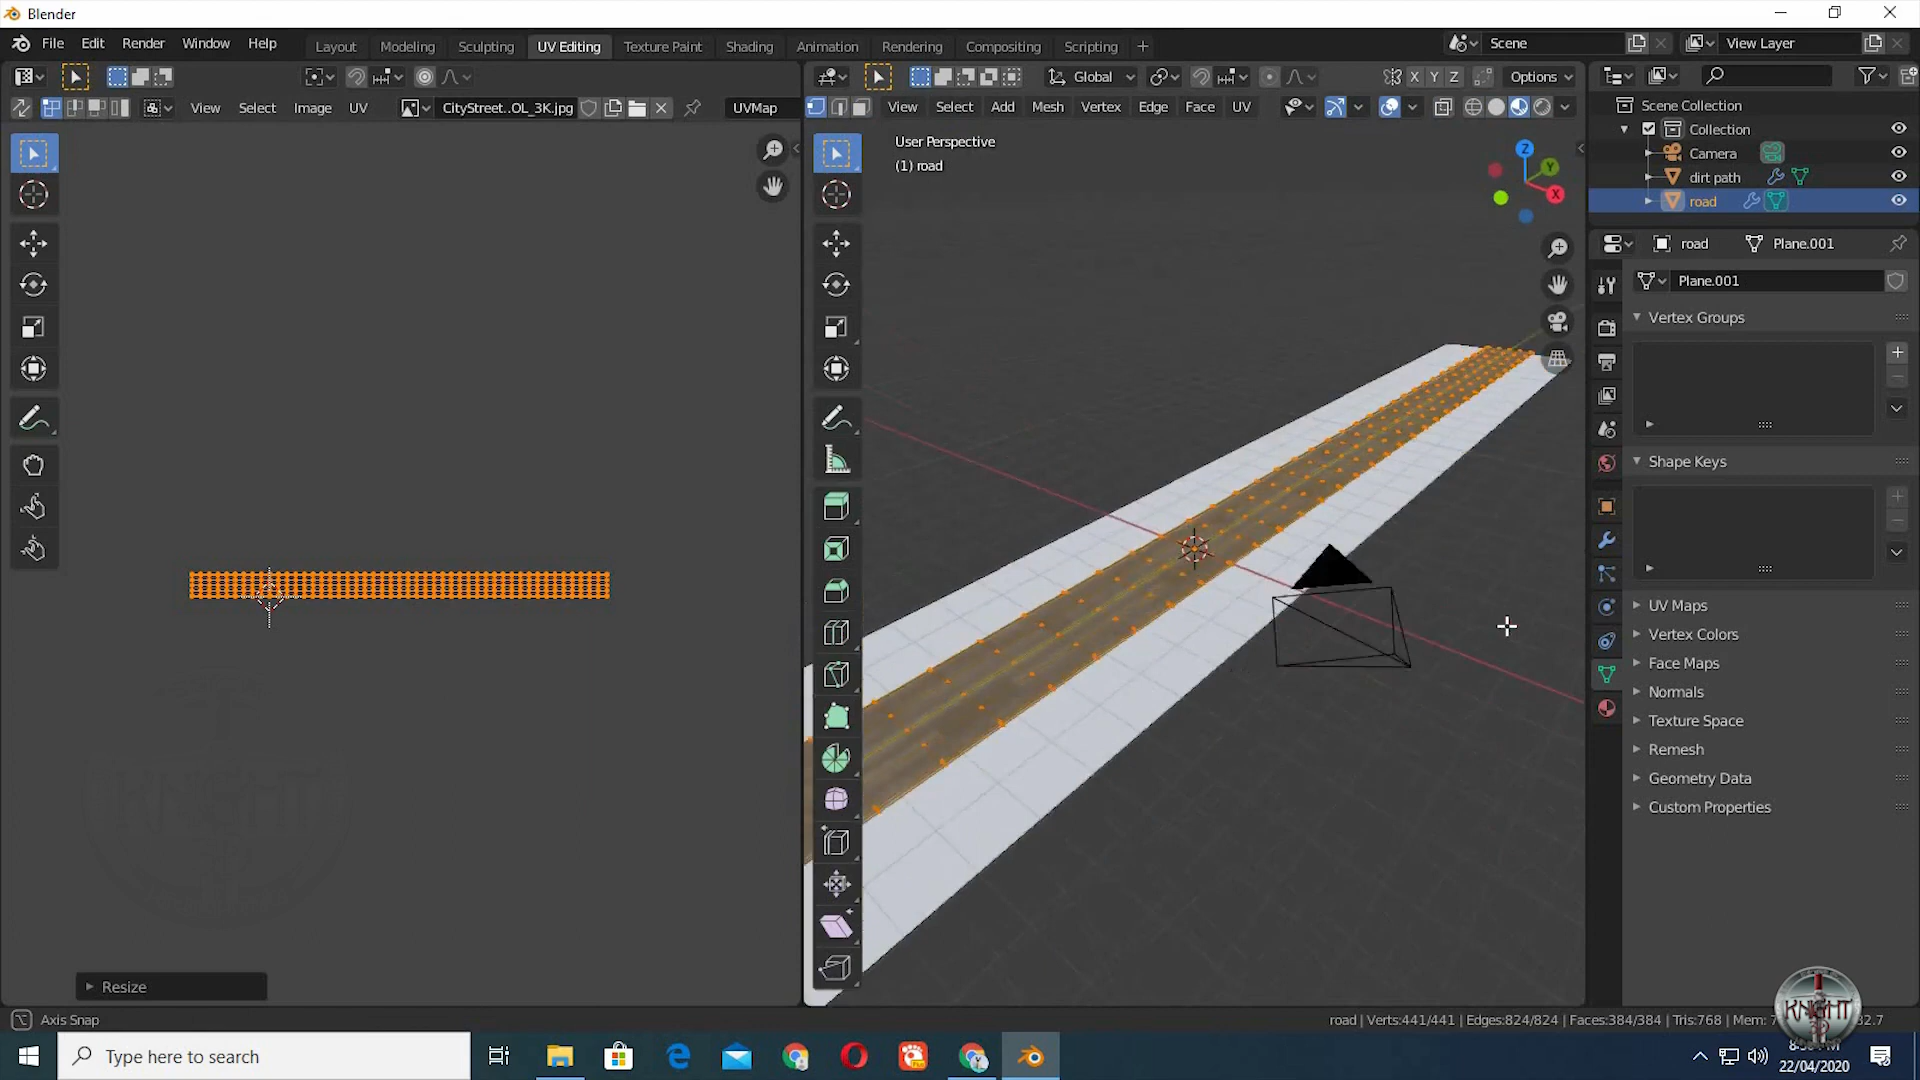 Blender
File Edit Render Window Help
Layout Modeling Sculpting UV Editing Texture Paint Shading Animation Rendering Compositing Scripting +
Scene
View Layer
Global
X Y Z
Options
View Select Image UV
CityStreet..OL_3K.jpg
UVMap
View Select Add Mesh Vertex Edge Face UV
User Perspective
(1) road
Z
Y
X
Scene Collection
Collection
Camera
dirt path
road
road
Plane.001
Plane.001
Vertex Groups
Shape Keys
UV Maps
Vertex Colors
Face Maps
Normals
Texture Space
Remesh
Geometry Data
Custom Properties
Resize
Axis Snap
road | Verts:441/441 | Edges:824/824 | Faces:384/384 | Tris:768 | Mem:
KNIGHT
Type here to search
22/04/2020